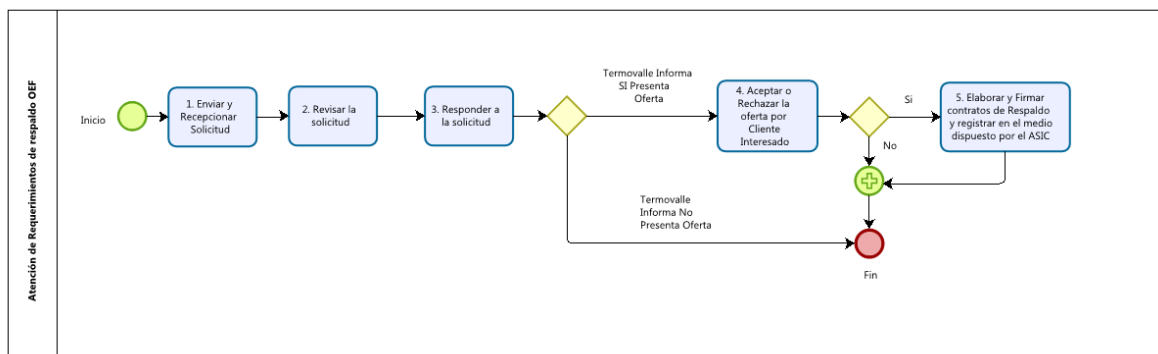 Atención de Requerimientos de respaldo OEF
Inicio
1. Enviar y
Recepcionar
Solicitud
2. Revisar la
solicitud
3. Responder a
la solicitud
Termovalle Informa
SI Presenta
Oferta
4. Aceptar o
Rechazar la
oferta por
Cliente
Interesado
Si
No
5. Elaborar y Firmar
contratos de Respaldo
y registrar en el medio
dispuesto por el ASIC
Termovalle
Informa No
Presenta Oferta
Fin